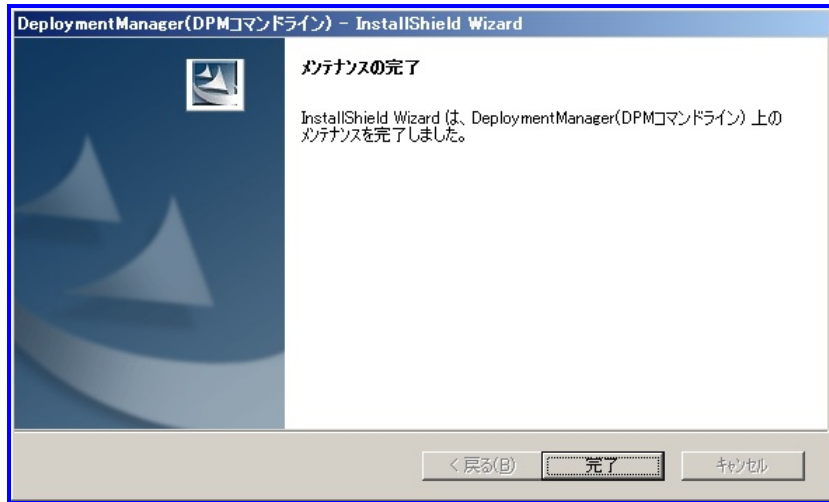 DeploymentManager(DPMコマンドライン) - InstallShield Wizard
メンテナンスの完了
InstallShield Wizard は、DeploymentManager(DPMコマンドライン) 上の
メンテナンスを完了しました。
< 戻る(B)
完了
キャンセル